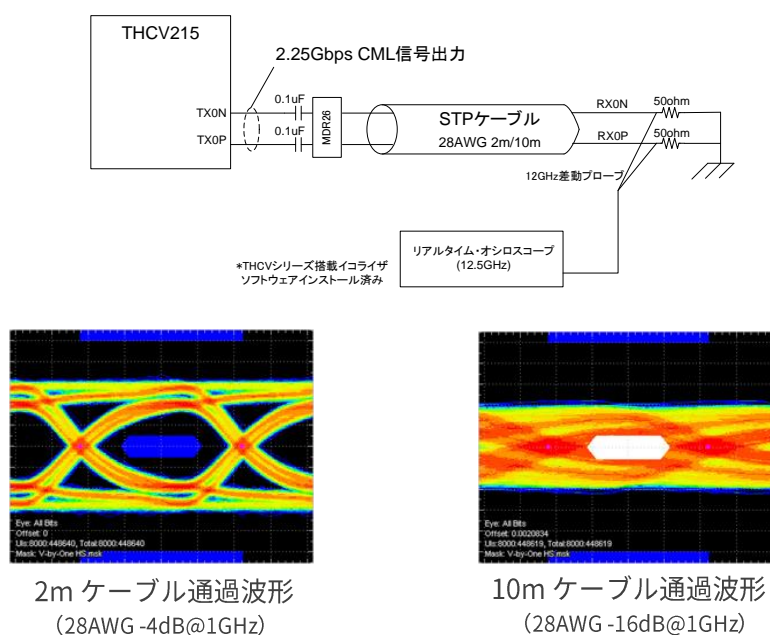 THCV215
2.25Gbps CML信号出力
TX0N
TX0P
0.1uF
0.1uF
MDR26
STPケーブル
28AWG 2m/10m
RX0N
RX0P
50ohm
50ohm
12GHz差動プローブ
リアルタイム・オシロスコープ
(12.5GHz)
*THCVシリーズ搭載イコライザ
ソフトウェアインストール済み
Eye: All Bits
Offset: 0
UIs:8000:448640, Total:8000:448640
Mask: V-by-One HS.msk
Eye: All Bits
Offset: 0.0020834
UIs:8000:448619, Total:8000:448619
Mask: V-by-One HS.msk
2m ケーブル通過波形
（28AWG -4dB@1GHz）
10m ケーブル通過波形
（28AWG -16dB@1GHz）